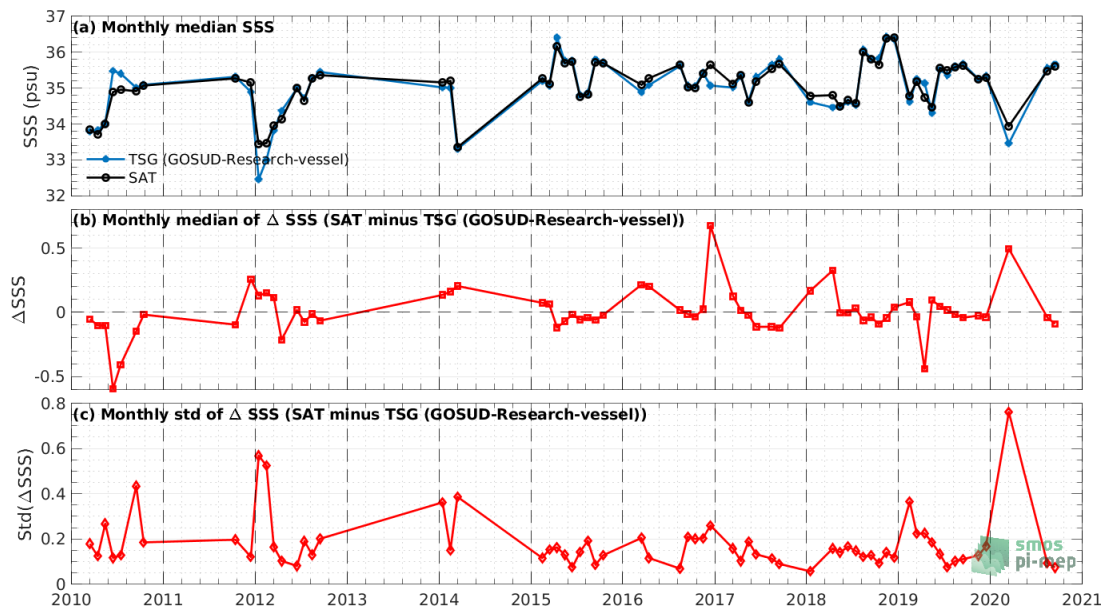 (a) Monthly median SSS
37
36
35
34
33
32
SSS (psu)
TSG (GOSUD-Research-vessel)
SAT
(b) Monthly median of Δ SSS (SAT minus TSG (GOSUD-Research-vessel))
0.5
0
-0.5
ΔSSS
(c) Monthly std of Δ SSS (SAT minus TSG (GOSUD-Research-vessel))
0.8
0.6
0.4
0.2
0
Std(ΔSSS)
smos
pi-mep
2010 2011 2012 2013 2014 2015 2016 2017 2018 2019 2020 2021